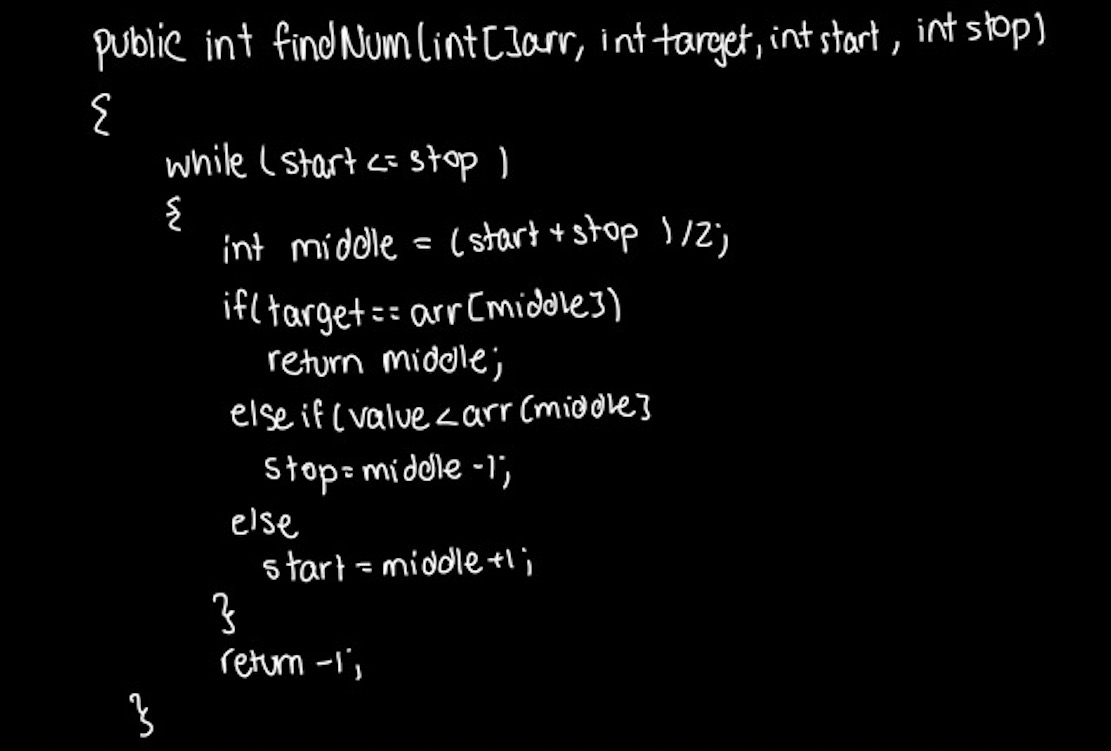 public int findNum(int[]arr, int target, int start, int stop)
{
while (start <= stop )
{
int middle = (start + stop )/2;
if(target == arr[middle])
return middle;
else if (value < arr[middle]
stop = middle -1;
else
start = middle +1;
}
return -1;
}